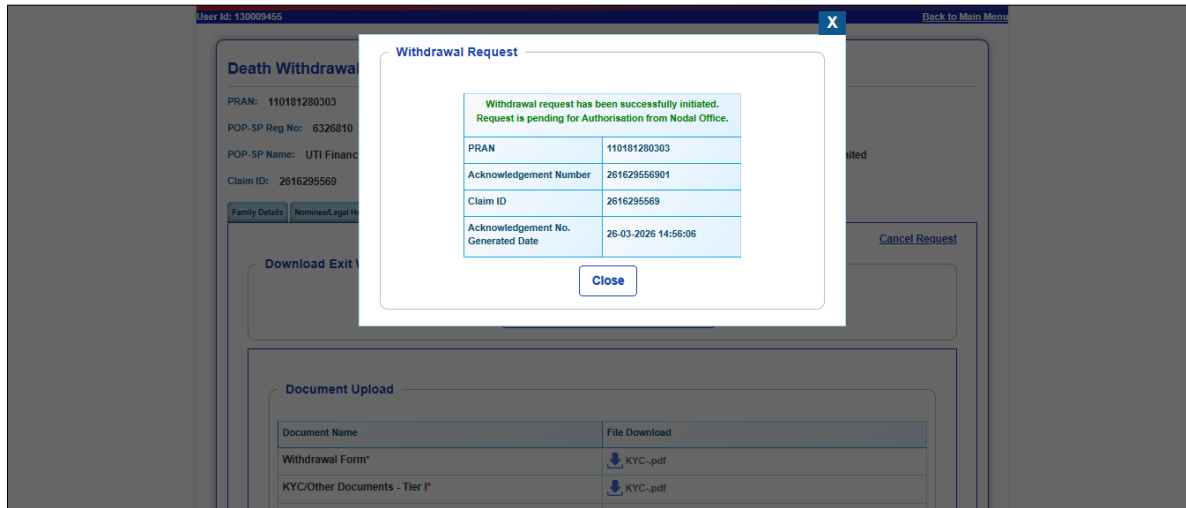 User Id: 130009455
Back to Main Menu
X
Withdrawal Request
Death Withdrawal
Withdrawal request has been successfully initiated.
Request is pending for Authorisation from Nodal Office.
PRAN: 110181280303
POP-SP Reg No: 6326810
POP-SP Name: UTI Financ
Claim ID: 2616295569
PRAN 110181280303
Acknowledgement Number 261629556901
Claim ID 2616295569
Acknowledgement No.
Generated Date 26-03-2026 14:56:06
Close
Family Details Nominee/Legal He
Cancel Request
Download Exit
Document Upload
Document Name File Download
Withdrawal Form* KYC-.pdf
KYC/Other Documents - Tier I* KYC-.pdf